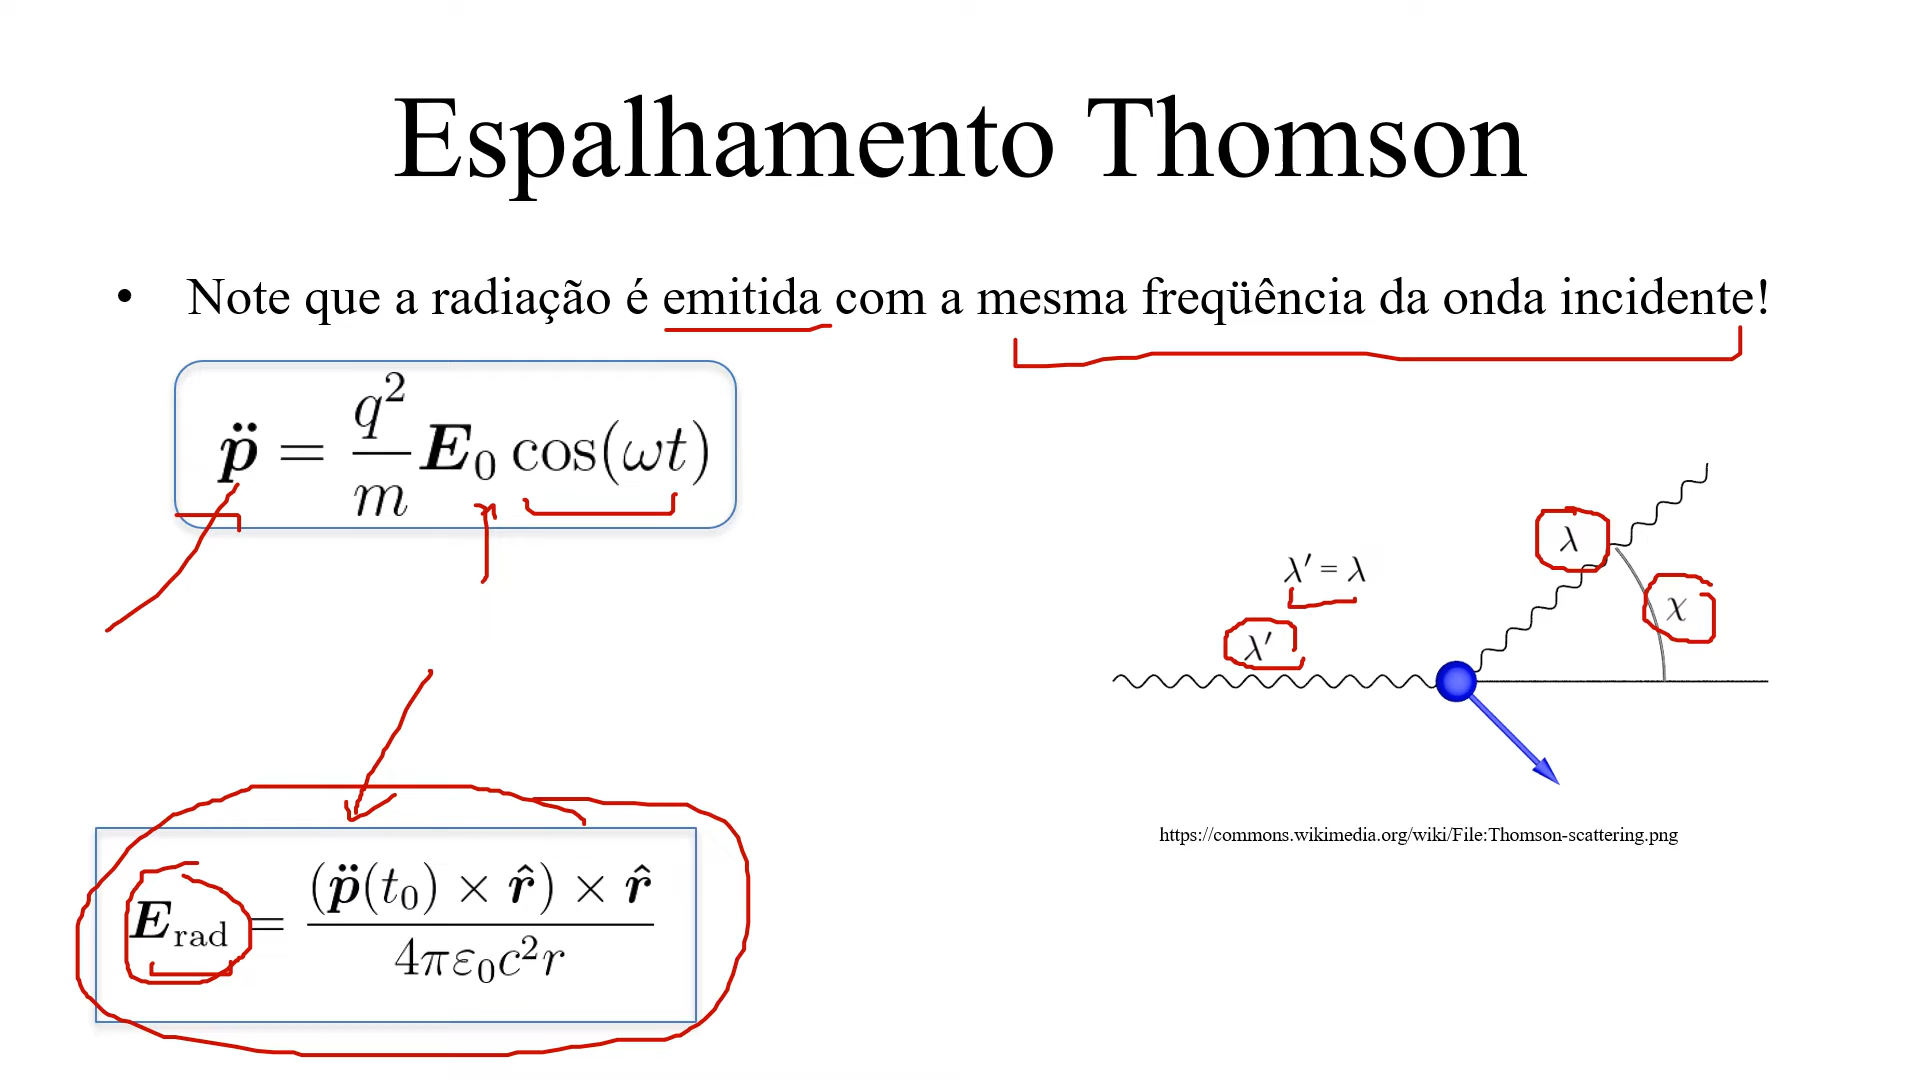 Espalhamento Thomson
• Note que a radiação é emitida com a mesma freqüência da onda incidente!
p̈ = q²/m E₀ cos(ωt)
λ
λ′ = λ
χ
λ′
https://commons.wikimedia.org/wiki/File:Thomson-scattering.png
E_rad = (p̈(t₀) × r̂) × r̂ / 4πε₀c²r